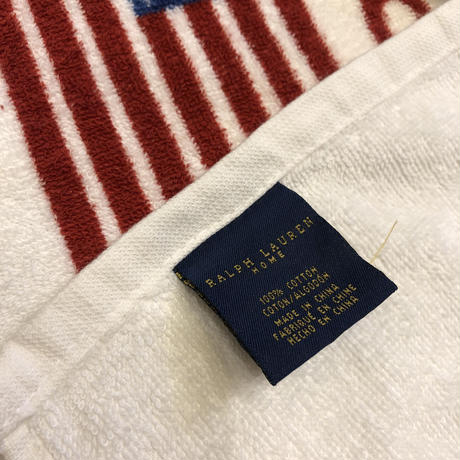 RALPH LAUREN
HOME
100% COTTON
COTON/ALGODÓN
MADE IN CHINA
FABRIQUÉ EN CHINE
HECHO EN CHINA